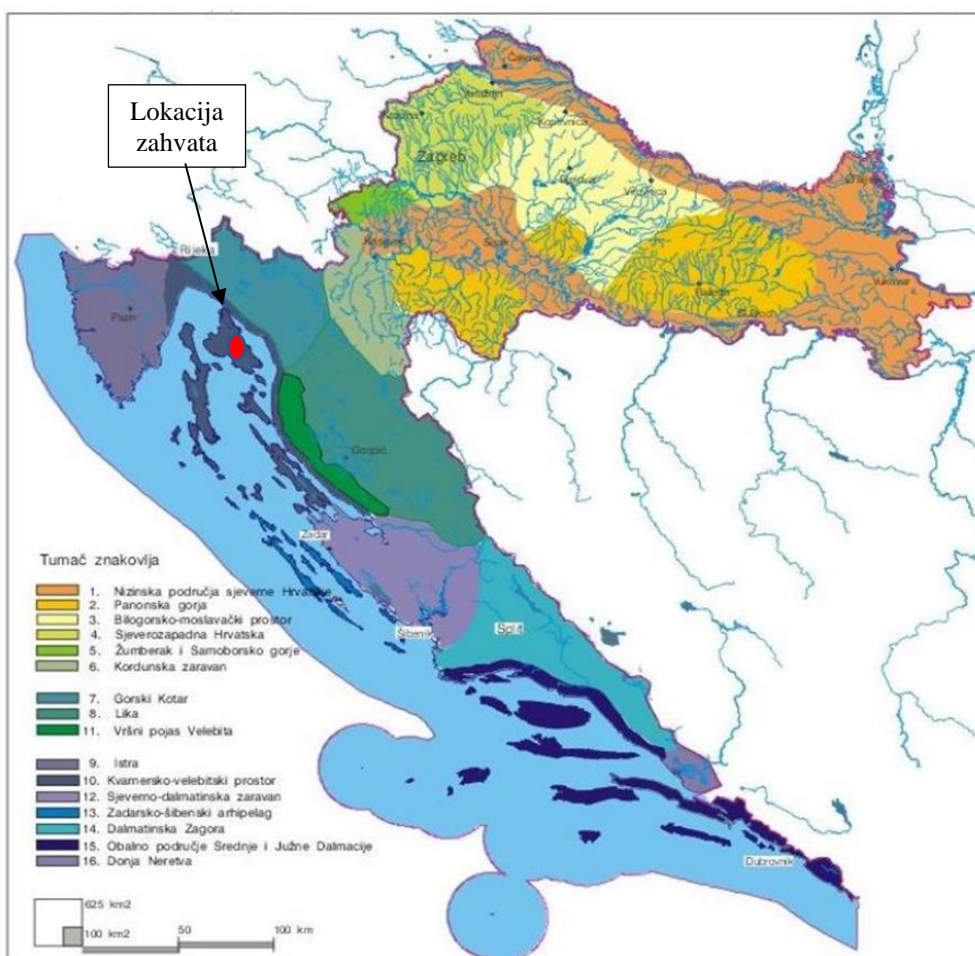 Lokacija
zahvata
Zagreb
Rijeka
Pazin
Gospić
Zadar
Šibenik
Split
Dubrovnik
Vukovar
Tumač znakovlja
1. Nizinska područja sjeverne Hrvatske
2. Panonska gorja
3. Bilogorsko-moslavački prostor
4. Sjeverozapadna Hrvatska
5. Žumberak i Samoborsko gorje
6. Kordunska zaravan
7. Gorski Kotar
8. Lika
11. Vršni pojas Velebita
9. Istra
10. Kvarnersko-velebitski prostor
12. Sjeverno-dalmatinska zaravan
13. Zadarsko-šibenski arhipelag
14. Dalmatinska Zagora
15. Obalno područje Srednje i Južne Dalmacije
16. Donja Neretva
625 km2
100 km2
50
100 km